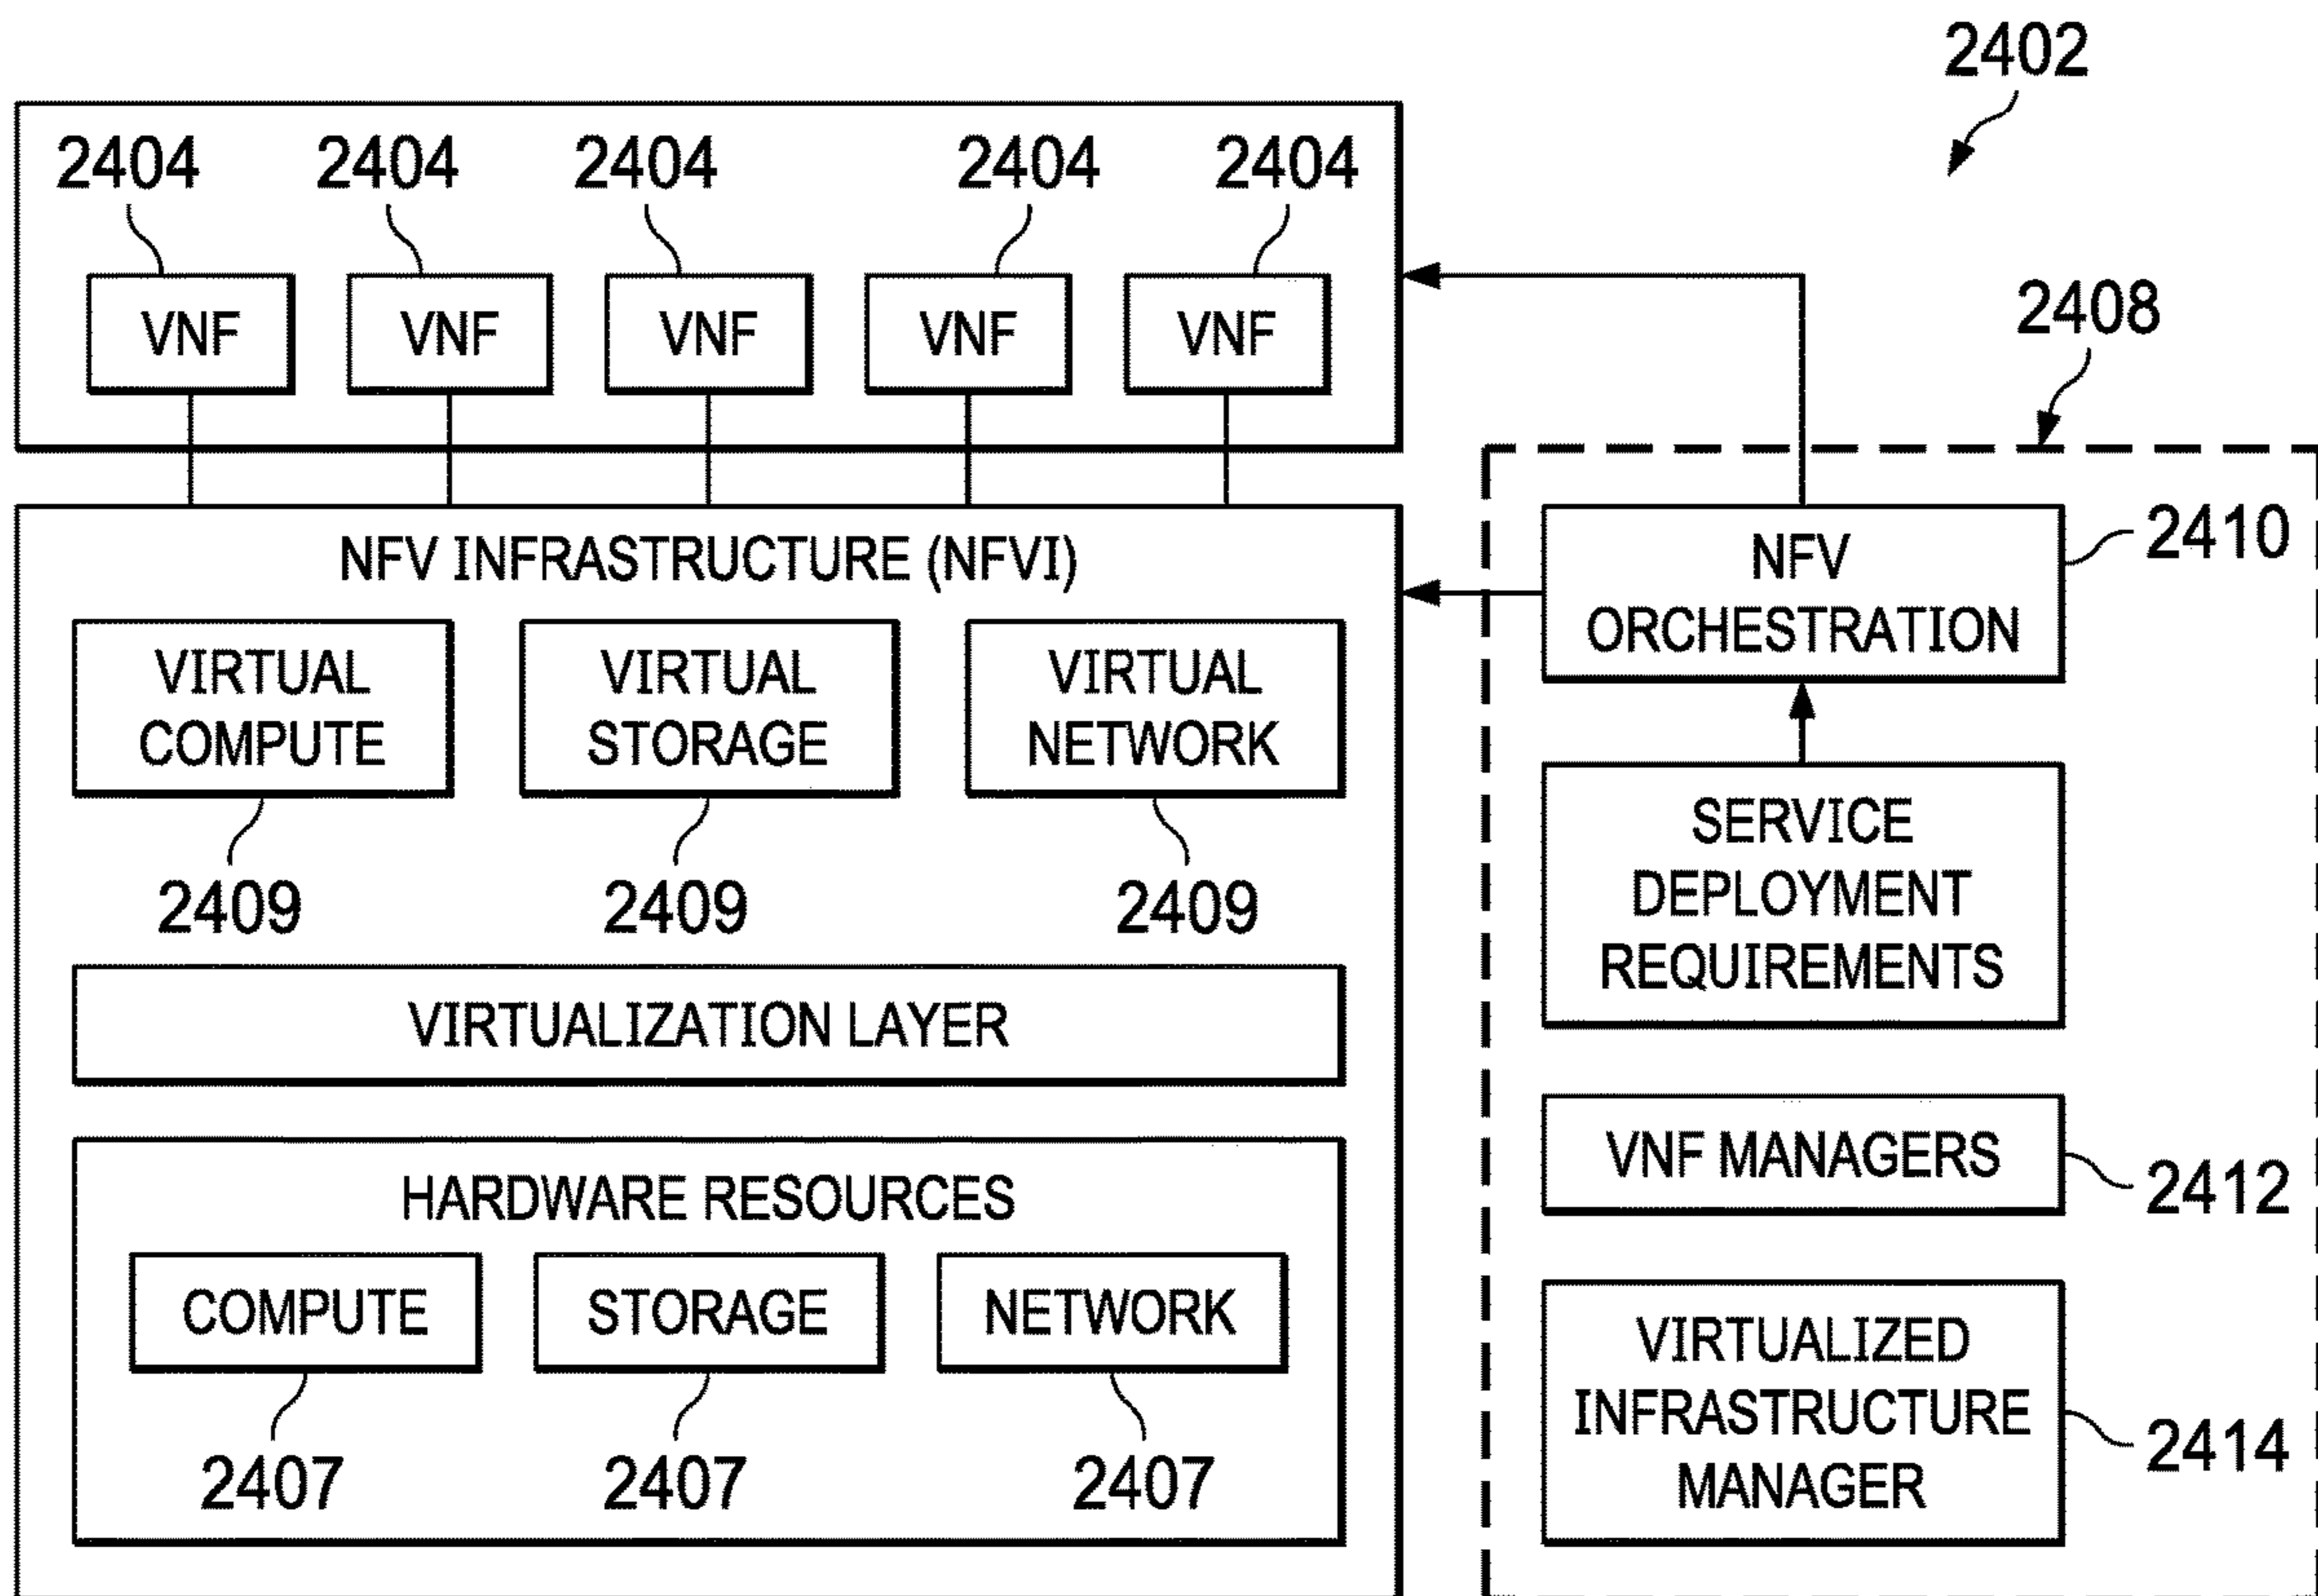 2402
2404 2404 2404 2404 2404
VNF VNF VNF VNF VNF
2408
NFV INFRASTRUCTURE (NFVI)
VIRTUAL
COMPUTE
VIRTUAL
STORAGE
VIRTUAL
NETWORK
2409 2409 2409
VIRTUALIZATION LAYER
HARDWARE RESOURCES
COMPUTE STORAGE NETWORK
2407 2407 2407
NFV
ORCHESTRATION
2410
SERVICE
DEPLOYMENT
REQUIREMENTS
VNF MANAGERS
2412
VIRTUALIZED
INFRASTRUCTURE
MANAGER
2414